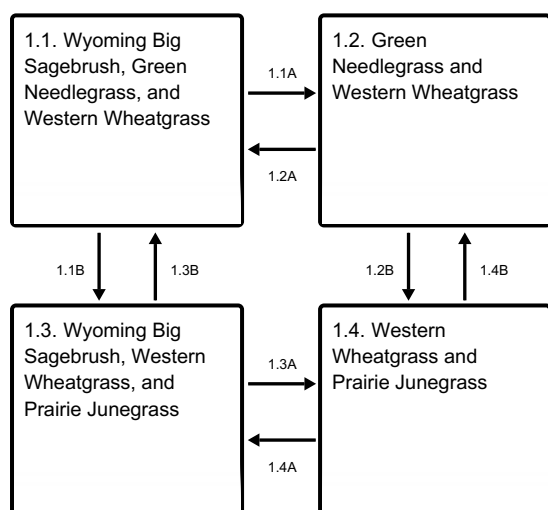 1.1. Wyoming Big
Sagebrush, Green
Needlegrass, and
Western Wheatgrass
1.1A
1.2A
1.2. Green
Needlegrass and
Western Wheatgrass
1.1B
1.3B
1.2B
1.4B
1.3. Wyoming Big
Sagebrush, Western
Wheatgrass, and
Prairie Junegrass
1.3A
1.4A
1.4. Western
Wheatgrass and
Prairie Junegrass